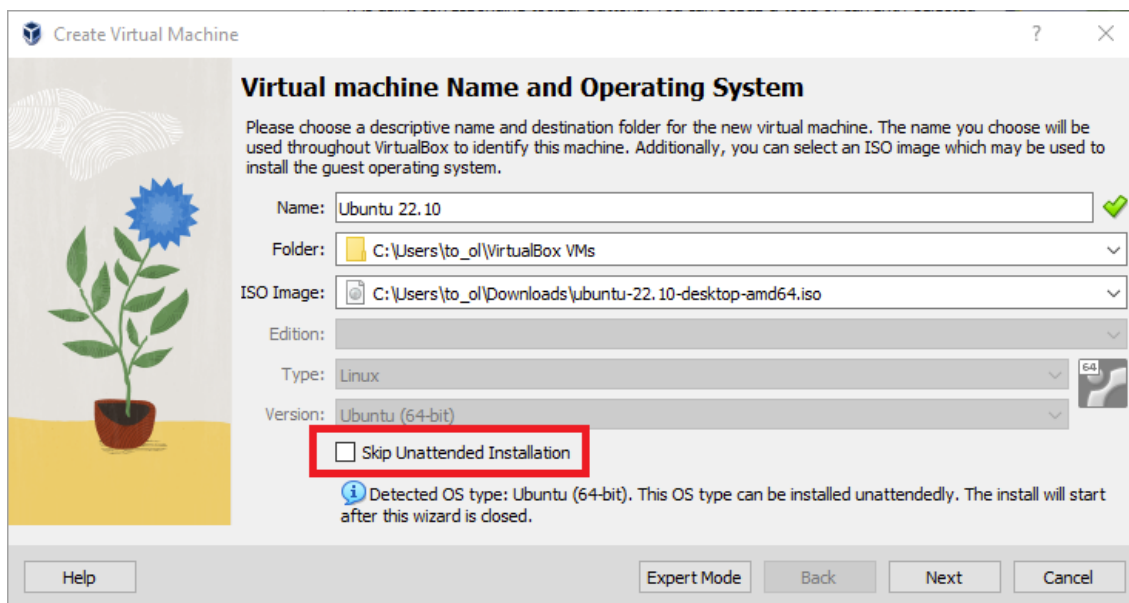 Create Virtual Machine
?
Virtual machine Name and Operating System
Please choose a descriptive name and destination folder for the new virtual machine. The name you choose will be
used throughout VirtualBox to identify this machine. Additionally, you can select an ISO image which may be used to
install the guest operating system.
Name: Ubuntu 22.10
Folder: C:\Users\to_ol\VirtualBox VMs
ISO Image: C:\Users\to_ol\Downloads\ubuntu-22.10-desktop-amd64.iso
Edition:
Type: Linux
64
Version: Ubuntu (64-bit)
Skip Unattended Installation
Detected OS type: Ubuntu (64-bit). This OS type can be installed unattendedly. The install will start
after this wizard is closed.
Help Expert Mode Back Next Cancel